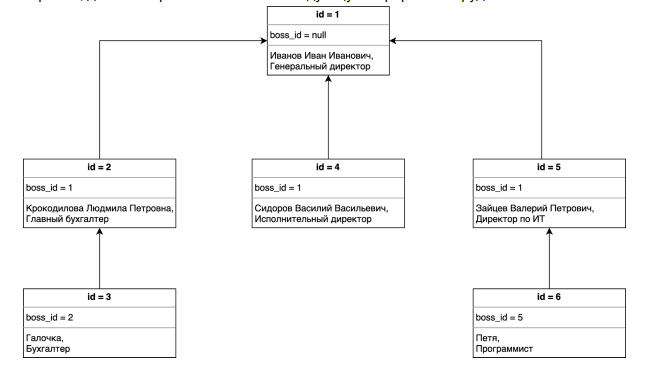 id = 1
boss_id = null
Иванов Иван Иванович,
Генеральный директор
id = 2
boss_id = 1
Крокодилова Людмила Петровна,
Главный бухгалтер
id = 4
boss_id = 1
Сидоров Василий Васильевич,
Исполнительный директор
id = 5
boss_id = 1
Зайцев Валерий Петрович,
Директор по ИТ
id = 3
boss_id = 2
Галочка,
Бухгалтер
id = 6
boss_id = 5
Петя,
Программист